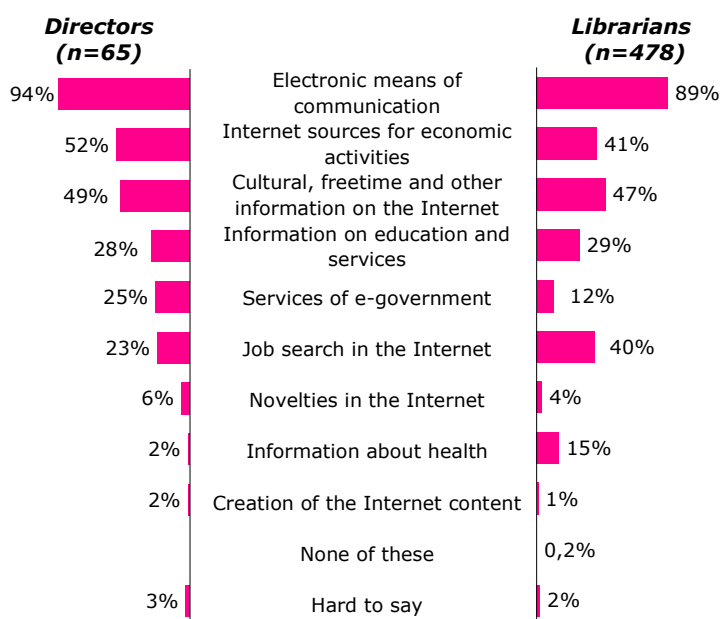 Directors
(n=65)
Librarians
(n=478)
94%
Electronic means of
communication
89%
52%
Internet sources for economic
activities
41%
49%
Cultural, freetime and other
information on the Internet
47%
28%
Information on education and
services
29%
25%
Services of e-government
12%
23%
Job search in the Internet
40%
6%
Novelties in the Internet
4%
2%
Information about health
15%
2%
Creation of the Internet content
1%
None of these
0,2%
3%
Hard to say
2%